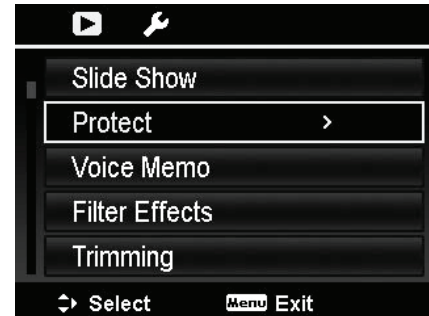 Slide Show
Protect >
Voice Memo
Filter Effects
Trimming
Select Menu Exit